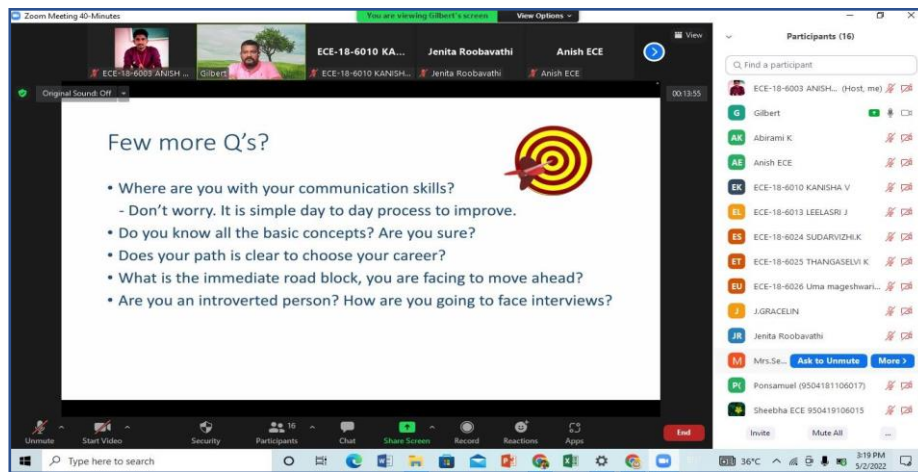 Zoom Meeting 40-Minutes
You are viewing Gilbert's screen
View Options
ECE-18-6003 ANISH ...
Gilbert
ECE-18-6010 KA...
ECE-18-6010 KANISH...
Jenita Roobavathi
Jenita Roobavathi
Anish ECE
Anish ECE
View
Original Sound: Off
00:13:55
Few more Q's?
• Where are you with your communication skills?
- Don't worry. It is simple day to day process to improve.
• Do you know all the basic concepts? Are you sure?
• Does your path is clear to choose your career?
• What is the immediate road block, you are facing to move ahead?
• Are you an introverted person? How are you going to face interviews?
Unmute
Start Video
Security
16
Participants
Chat
Share Screen
Record
Reactions
Apps
End
Participants (16)
Find a participant
ECE-18-6003 ANISH... (Host, me)
G Gilbert
AK Abirami K
AE Anish ECE
EK ECE-18-6010 KANISHA V
EL ECE-18-6013 LEELASRI J
ES ECE-18-6024 SUDARVIZHI.K
ET ECE-18-6025 THANGASELVI K
EU ECE-18-6026 Uma mageshwari...
J J.GRACELIN
JR Jenita Roobavathi
M Mrs.Se... Ask to Unmute More >
P( Ponsamuel (9504181106017)
Sheebha ECE 950419106015
Invite
Mute All
...
Type here to search
36°C
3:19 PM
5/2/2022